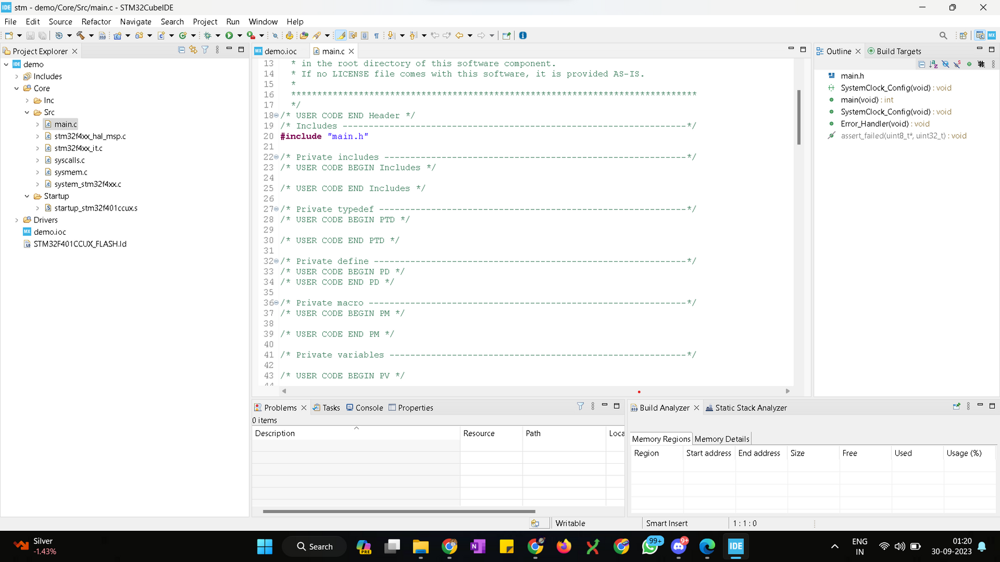 IDE stm - demo/Core/Src/main.c - STM32CubeIDE
File Edit Source Refactor Navigate Search Project Run Window Help
Project Explorer
IDE demo
Includes
Core
Inc
Src
main.c
stm32f4xx_hal_msp.c
stm32f4xx_it.c
syscalls.c
sysmem.c
system_stm32f4xx.c
Startup
startup_stm32f401ccux.s
Drivers
MX demo.ioc
STM32F401CCUX_FLASH.ld
MX demo.ioc
main.c
13 * in the root directory of this software component.
14 * If no LICENSE file comes with this software, it is provided AS-IS.
15 *
16 ******************************************************************************
17 */
18 /* USER CODE END Header */
19 /* Includes ------------------------------------------------------------------*/
20 #include "main.h"
21
22 /* Private includes ----------------------------------------------------------*/
23 /* USER CODE BEGIN Includes */
24
25 /* USER CODE END Includes */
26
27 /* Private typedef -----------------------------------------------------------*/
28 /* USER CODE BEGIN PTD */
29
30 /* USER CODE END PTD */
31
32 /* Private define ------------------------------------------------------------*/
33 /* USER CODE BEGIN PD */
34 /* USER CODE END PD */
35
36 /* Private macro -------------------------------------------------------------*/
37 /* USER CODE BEGIN PM */
38
39 /* USER CODE END PM */
40
41 /* Private variables ---------------------------------------------------------*/
42
43 /* USER CODE BEGIN PV */
44
Outline Build Targets
main.h
SystemClock_Config(void) : void
main(void) : int
SystemClock_Config(void) : void
Error_Handler(void) : void
assert_failed(uint8_t*, uint32_t) : void
Problems Tasks Console Properties
0 items
Description Resource Path Loca
Build Analyzer Static Stack Analyzer
Memory Regions Memory Details
Region Start address End address Size Free Used Usage (%)
Writable Smart Insert 1 : 1 : 0
Silver
-1.43%
Search
PRE
99+
9+
IDE
ENG
IN
01:20
30-09-2023